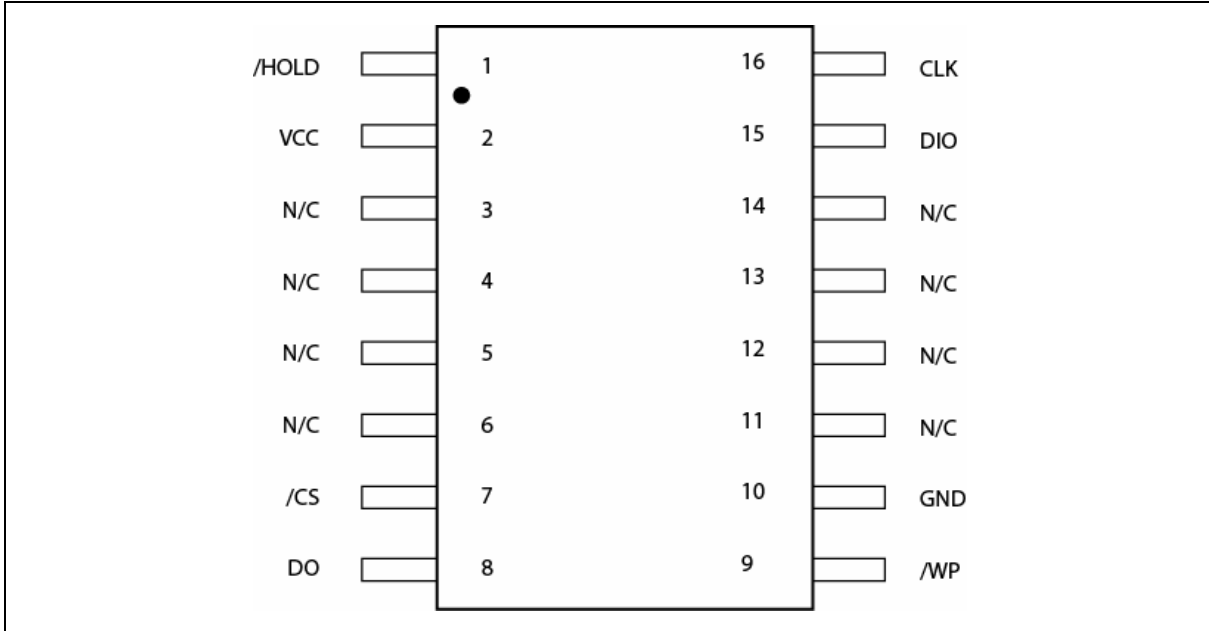 /HOLD 1 16 CLK
VCC 2 15 DIO
N/C 3 14 N/C
N/C 4 13 N/C
N/C 5 12 N/C
N/C 6 11 N/C
/CS 7 10 GND
DO 8 9 /WP